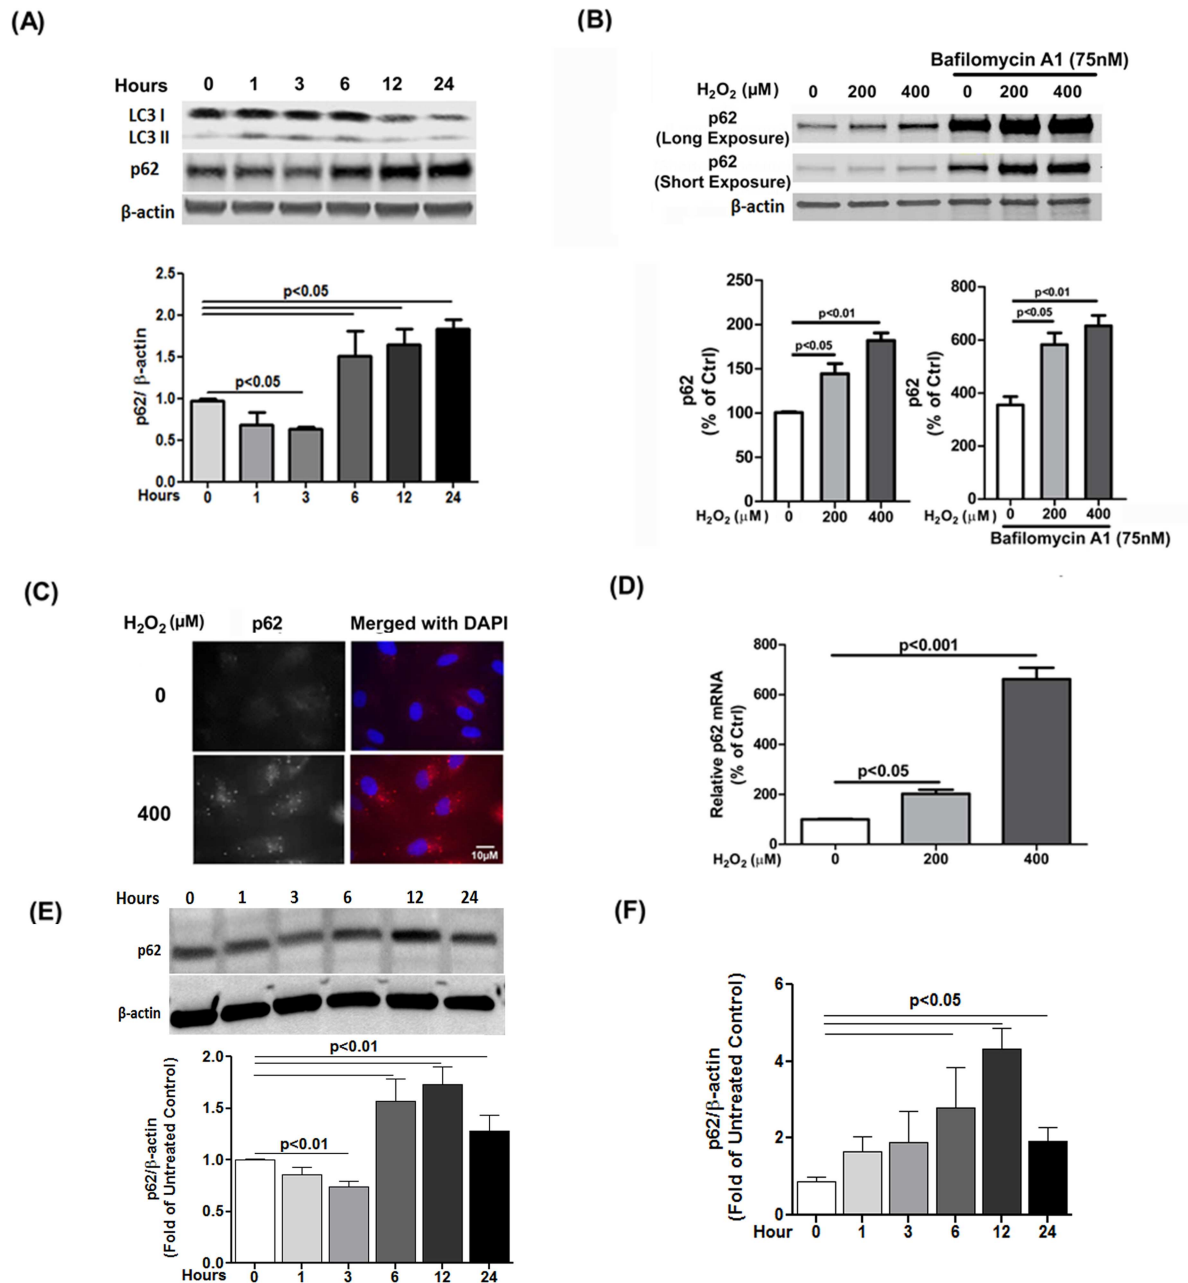 (A)
Hours 0 1 3 6 12 24
LC3 I
LC3 II
p62
β-actin
2.5
2.0
1.5
1.0
0.5
0.0
p62/ β-actin
p<0.05
p<0.05
Hours 0 1 3 6 12 24
(B)
Bafilomycin A1 (75nM)
H2O2 (µM) 0 200 400 0 200 400
p62
(Long Exposure)
p62
(Short Exposure)
β-actin
250
200
150
100
50
0
p62
(% of Ctrl)
p<0.01
p<0.05
H2O2 (µM) 0 200 400
800
600
400
200
0
p62
(% of Ctrl)
p<0.01
p<0.05
H2O2 (µM) 0 200 400
Bafilomycin A1 (75nM)
(C)
H2O2 (µM) p62 Merged with DAPI
0
400
10µM
(D)
800
600
400
200
0
Relative p62 mRNA
(% of Ctrl)
p<0.001
p<0.05
H2O2 (µM) 0 200 400
(E)
Hours 0 1 3 6 12 24
p62
β-actin
2.0
1.5
1.0
0.5
0.0
p62/β-actin
(Fold of Untreated Control)
p<0.01
p<0.01
Hours 0 1 3 6 12 24
(F)
6
4
2
0
p62/β-actin
(Fold of Untreated Control)
p<0.05
Hour 0 1 3 6 12 24